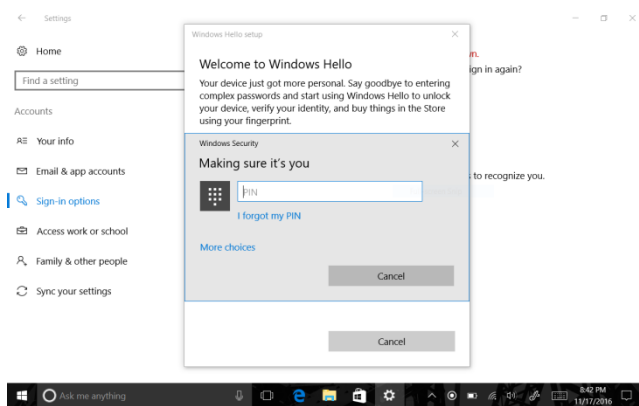 Settings
Home
Find a setting
Accounts
Your info
Email & app accounts
Sign-in options
Access work or school
Family & other people
Sync your settings
Windows Hello setup
Welcome to Windows Hello
Your device just got more personal. Say goodbye to entering
complex passwords and start using Windows Hello to unlock
your device, verify your identity, and buy things in the Store
using your fingerprint.
Windows Security
Making sure it's you
PIN
I forgot my PIN
More choices
Cancel
Cancel
sign in again?
to recognize you.
Ask me anything
8:42 PM
11/17/2016